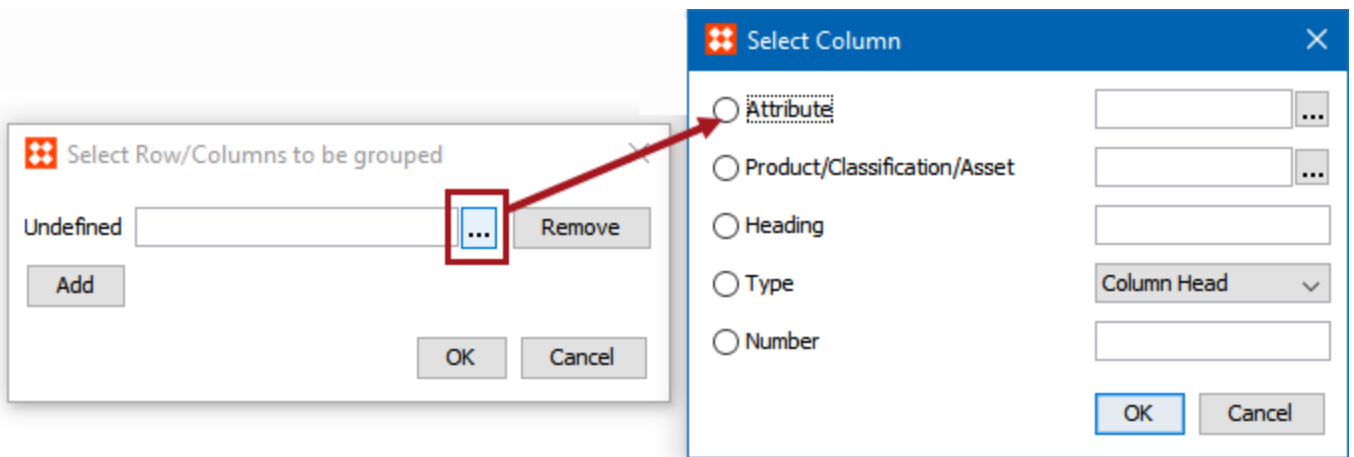 Select Row/Columns to be grouped
Undefined ... Remove
Add
OK Cancel
Select Column
Attribute ...
Product/Classification/Asset ...
Heading
Type Column Head
Number
OK Cancel